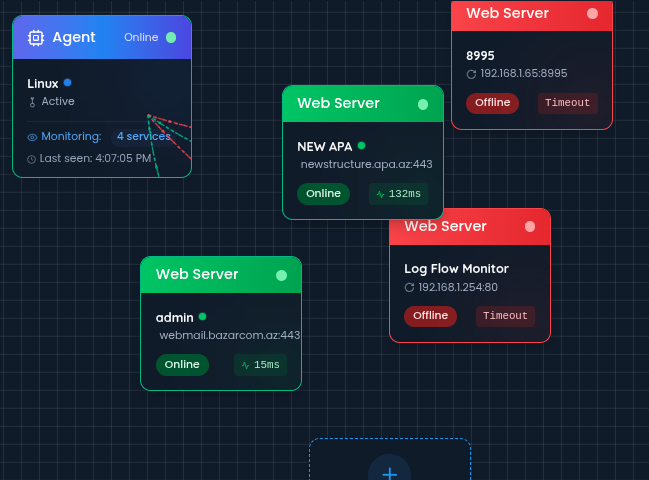 Agent
Online
Linux
Active
Monitoring: 4 services
Last seen: 4:07:05 PM
Web Server
8995
192.168.1.65:8995
Offline
Timeout
Web Server
NEW APA
newstructure.apa.az:443
Online
132ms
Web Server
Log Flow Monitor
192.168.1.254:80
Offline
Timeout
Web Server
admin
webmail.bazarcom.az:443
Online
15ms